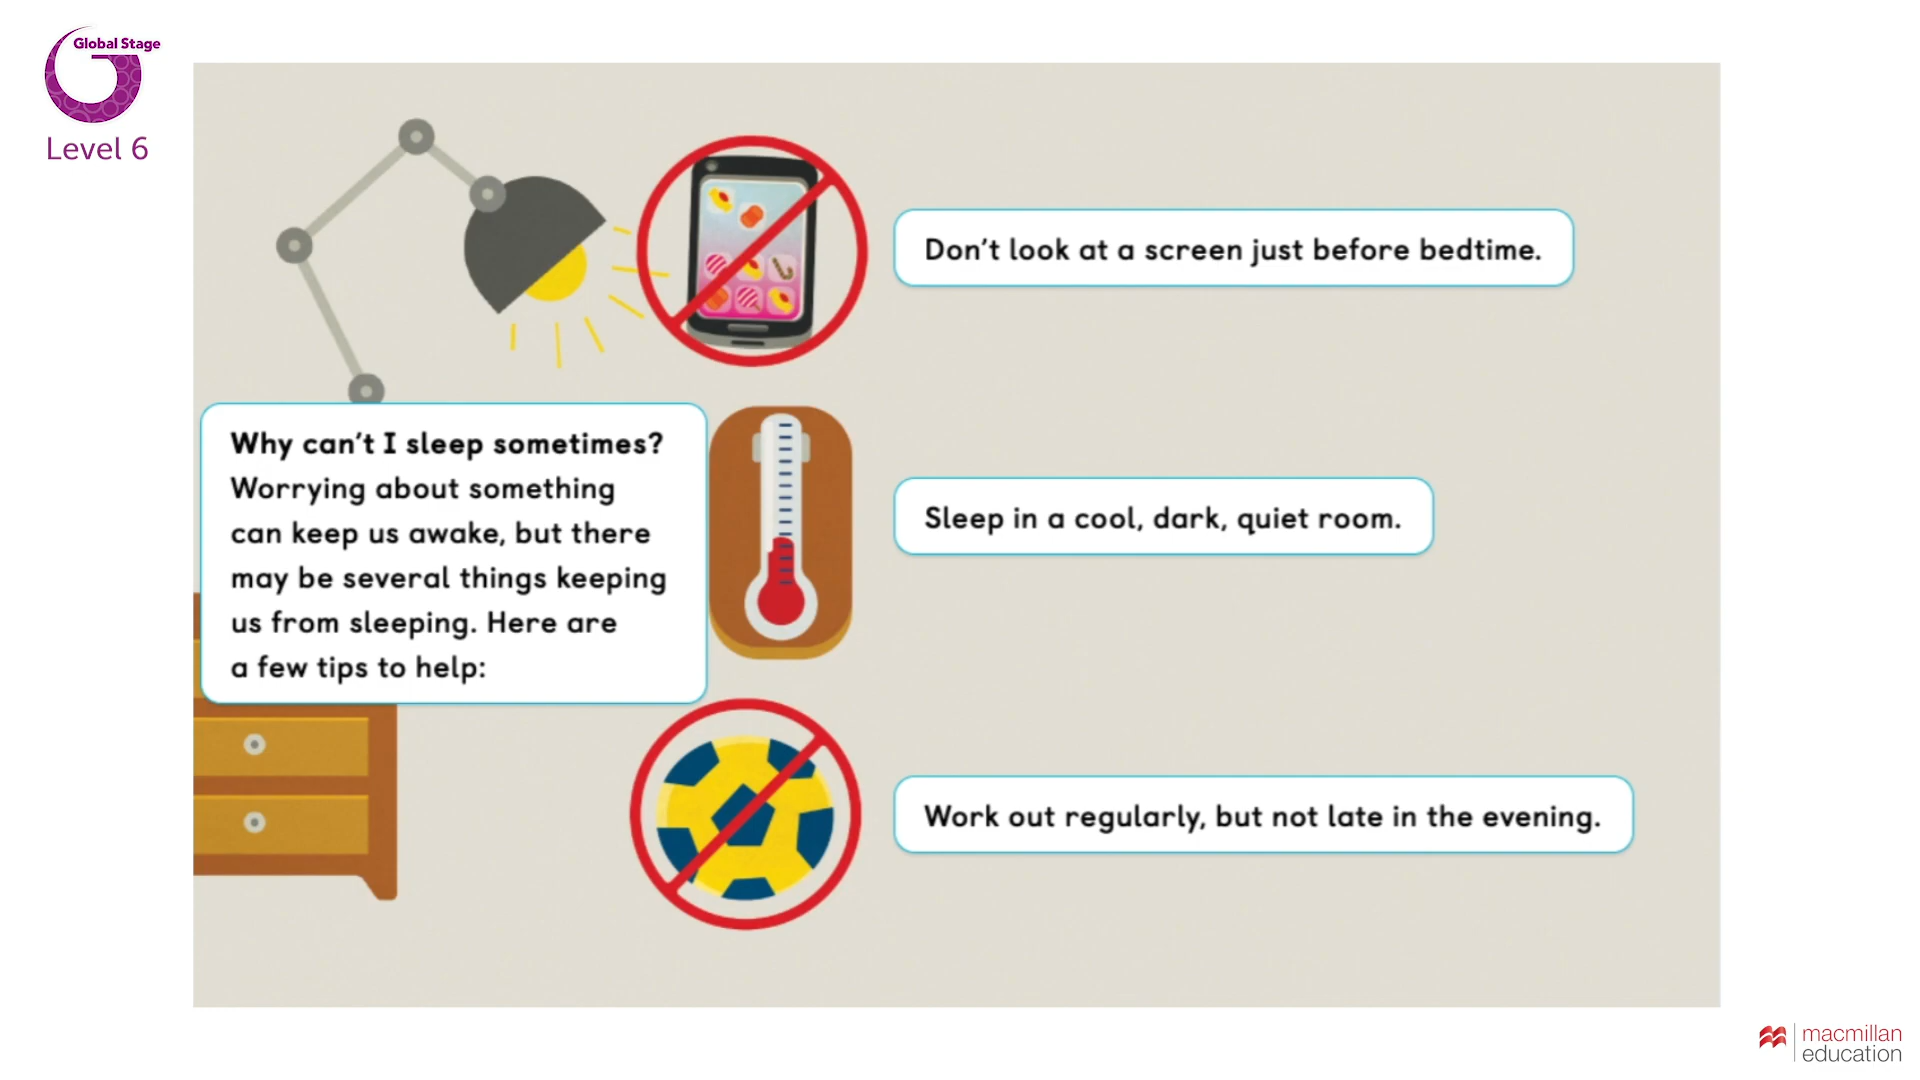 Global Stage
Level 6
Don't look at a screen just before bedtime.
Why can't I sleep sometimes?
Worrying about something
can keep us awake, but there
may be several things keeping
us from sleeping. Here are
a few tips to help:
Sleep in a cool, dark, quiet room.
Work out regularly, but not late in the evening.
macmillan
education